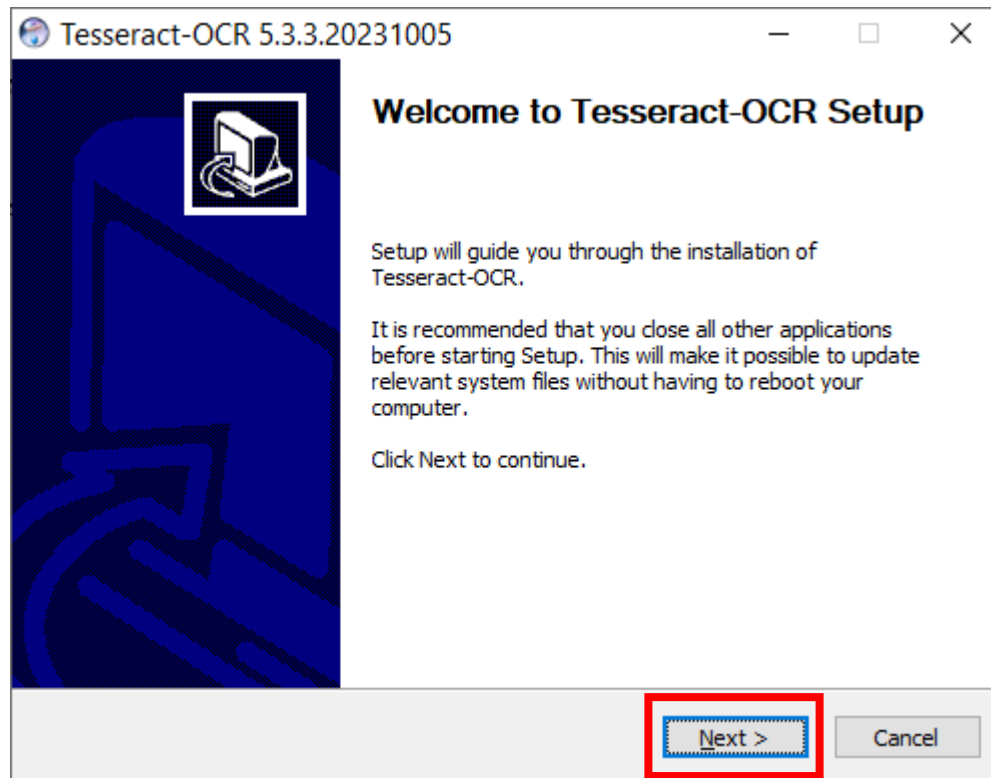 Tesseract-OCR 5.3.3.20231005
Welcome to Tesseract-OCR Setup
Setup will guide you through the installation of
Tesseract-OCR.
It is recommended that you close all other applications
before starting Setup. This will make it possible to update
relevant system files without having to reboot your
computer.
Click Next to continue.
Next >
Cancel